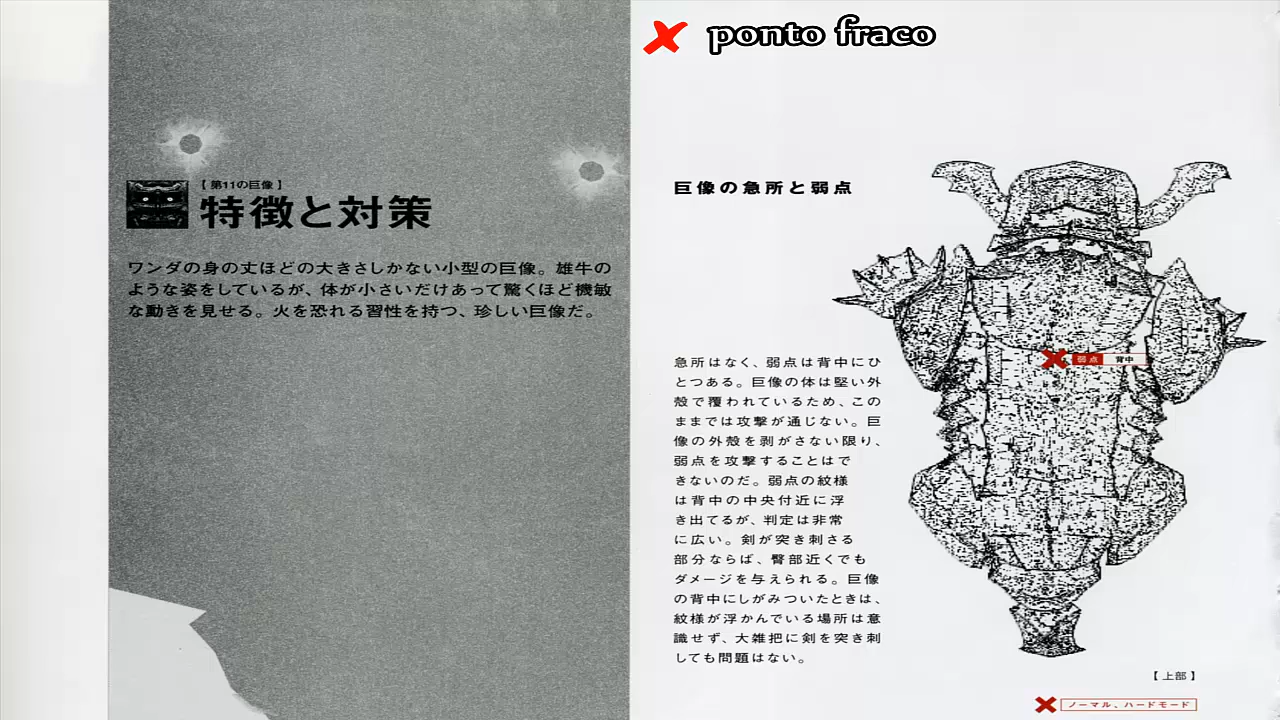 ponto fraco
【第11の巨像】
特徴と対策
ワンダの身の丈ほどの大きさしかない小型の巨像。雄牛の
ような姿をしているが、体が小さいだけあって驚くほど機敏
な動きを見せる。火を恐れる習性を持つ、珍しい巨像だ。
巨像の急所と弱点
急所はなく、弱点は背中にひ
とつある。巨像の体は堅い外
殻で覆われているため、この
ままでは攻撃が通じない。巨
像の外殻を剥がさない限り、
弱点を攻撃することはで
きないのだ。弱点の紋様
は背中の中央付近に浮
き出てるが、判定は非常
に広い。剣が突き刺さる
部分ならば、臀部近くでも
ダメージを与えられる。巨像
の背中にしがみついたときは、
紋様が浮かんでいる場所は意
識せず、大雑把に剣を突き刺
しても問題はない。
弱点 背中
【上部】
ノーマル、ハードモード